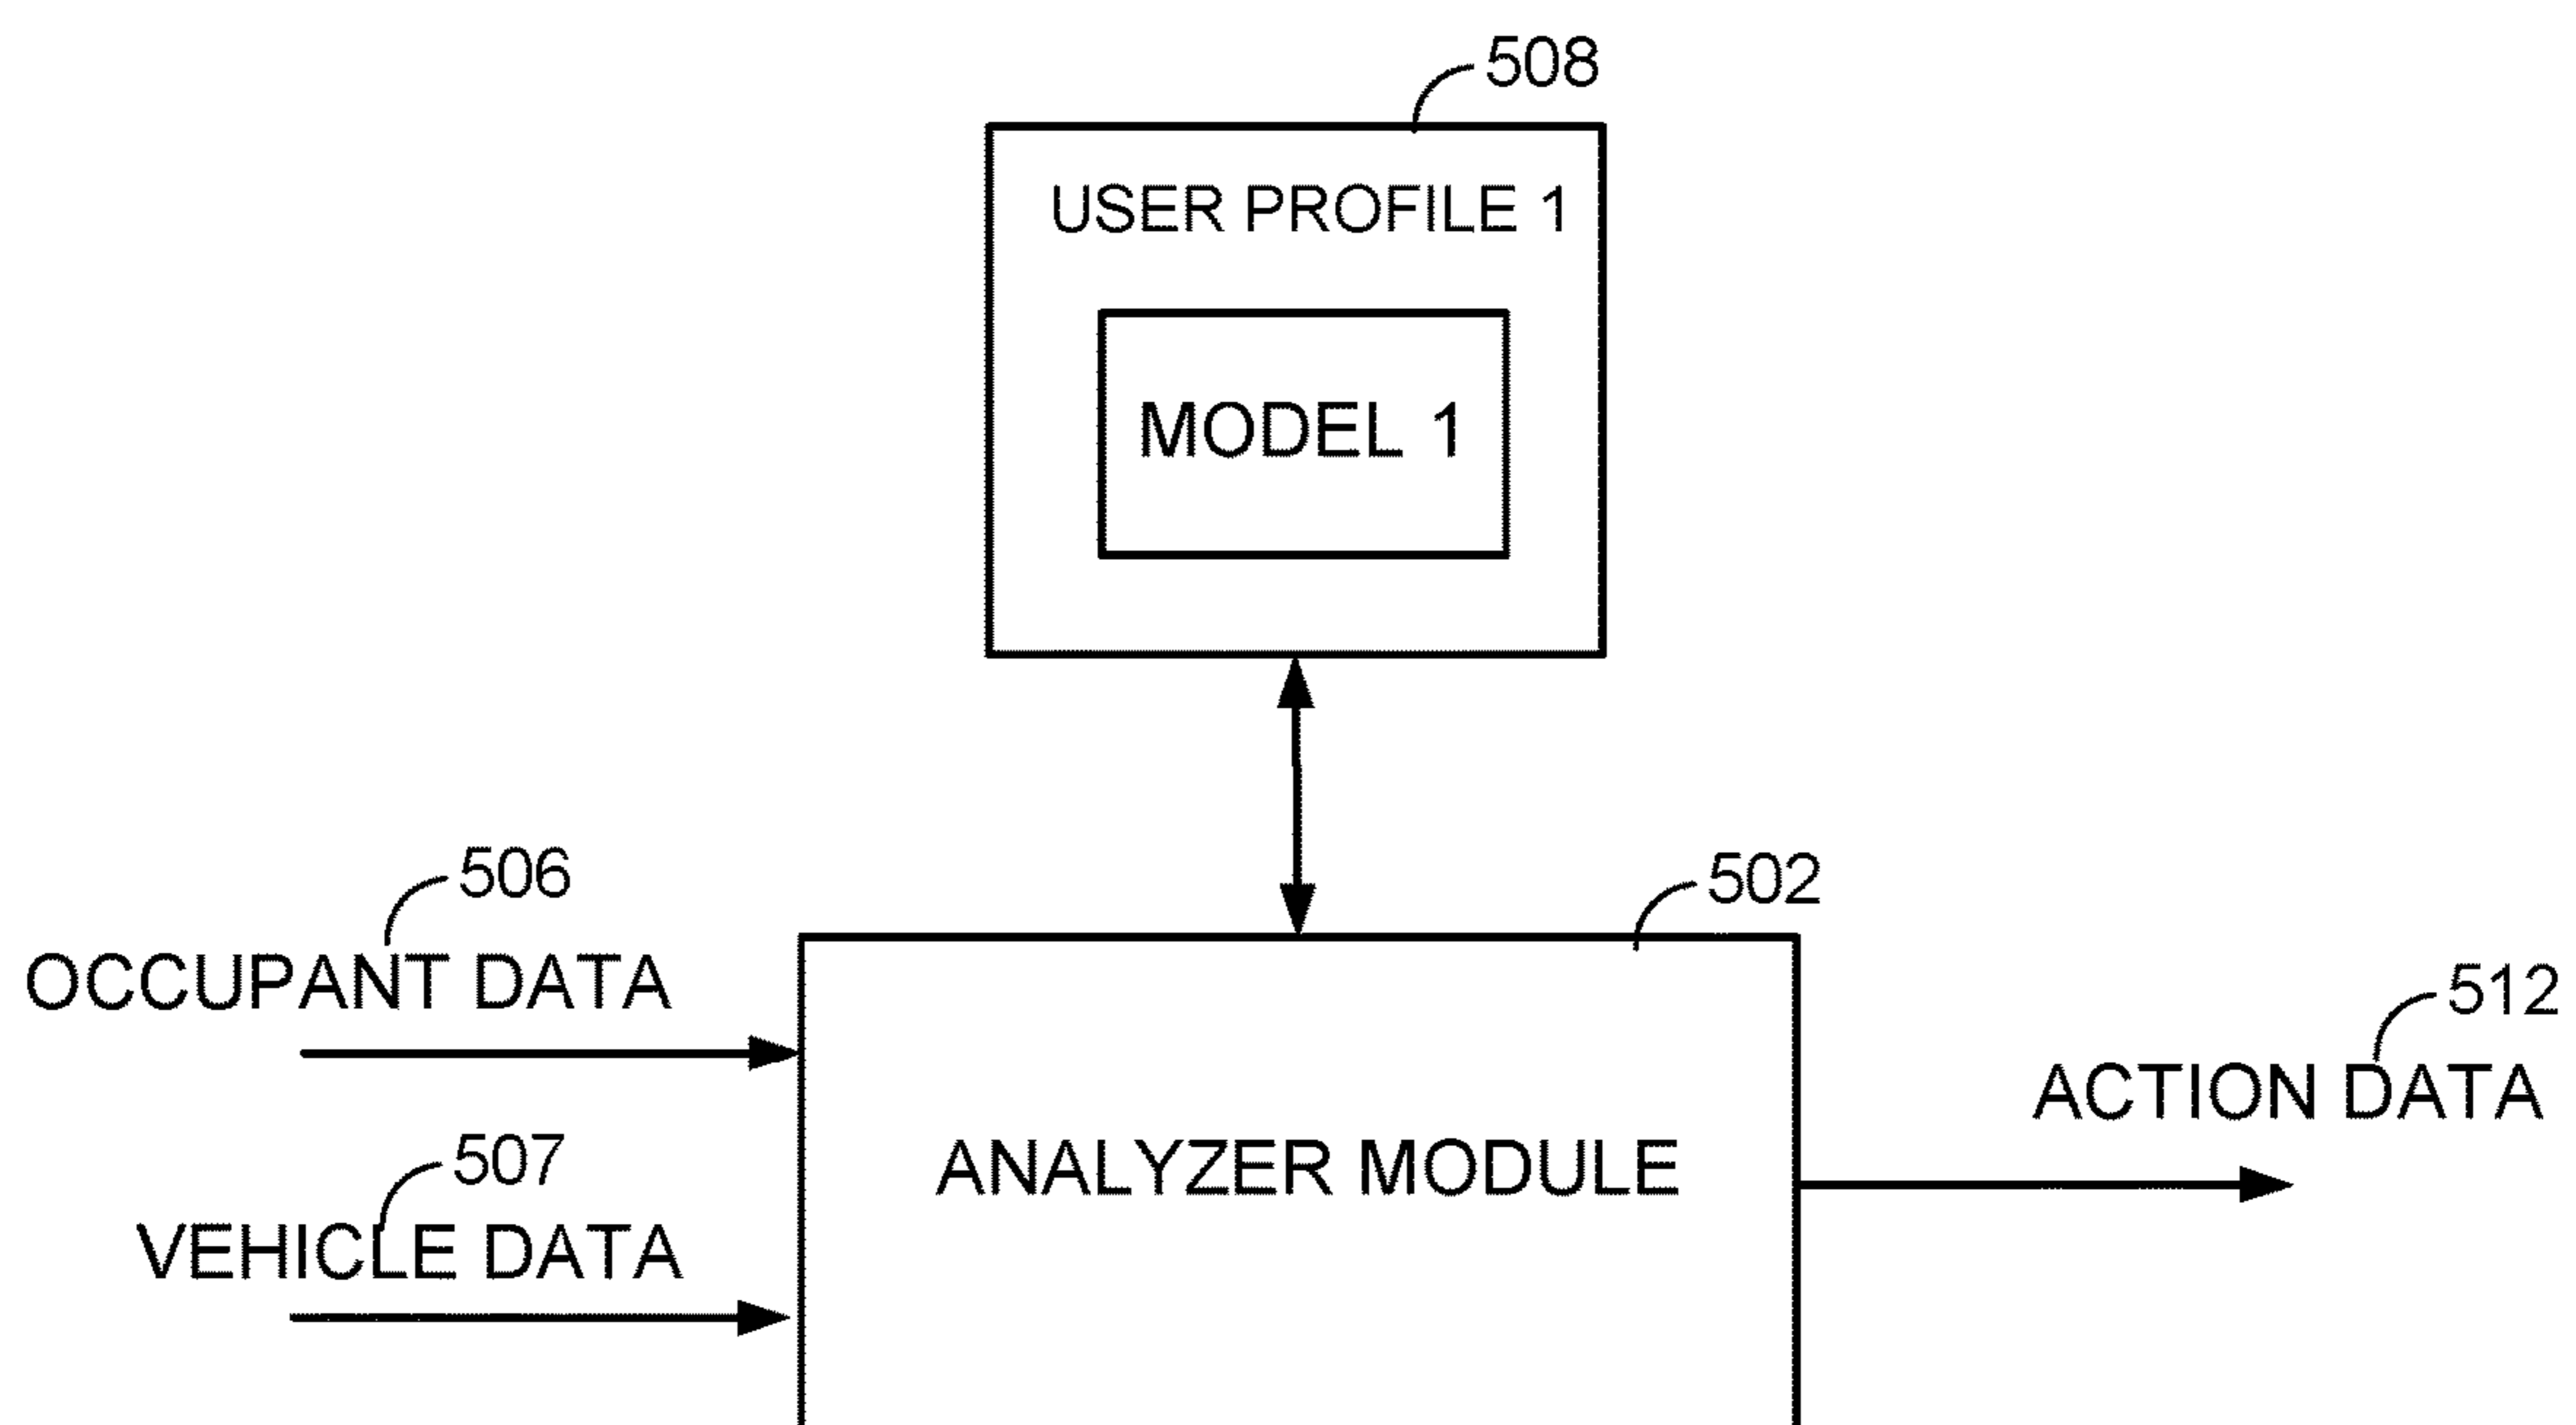 508
USER PROFILE 1
MODEL 1
506
502
OCCUPANT DATA
512
ACTION DATA
507
ANALYZER MODULE
VEHICLE DATA